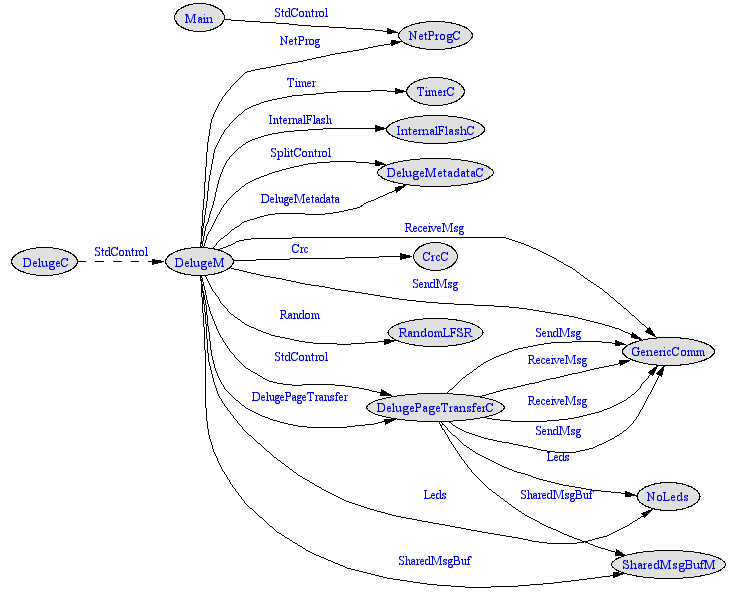 StdControl
Main
NetProg
NetProgC
Timer
TimerC
InternalFlash
InternalFlashC
SplitControl
DelugeMetadataC
DelugeMetadata
ReceiveMsg
StdControl
Crc
DelugeC
DelugeM
CrcC
SendMsg
Random
RandomLFSR
SendMsg
StdControl
ReceiveMsg
GenericComm
DelugePageTransfer
DelugePageTransferC
ReceiveMsg
SendMsg
Leds
Leds
SharedMsgBuf
NoLeds
SharedMsgBuf
SharedMsgBufM